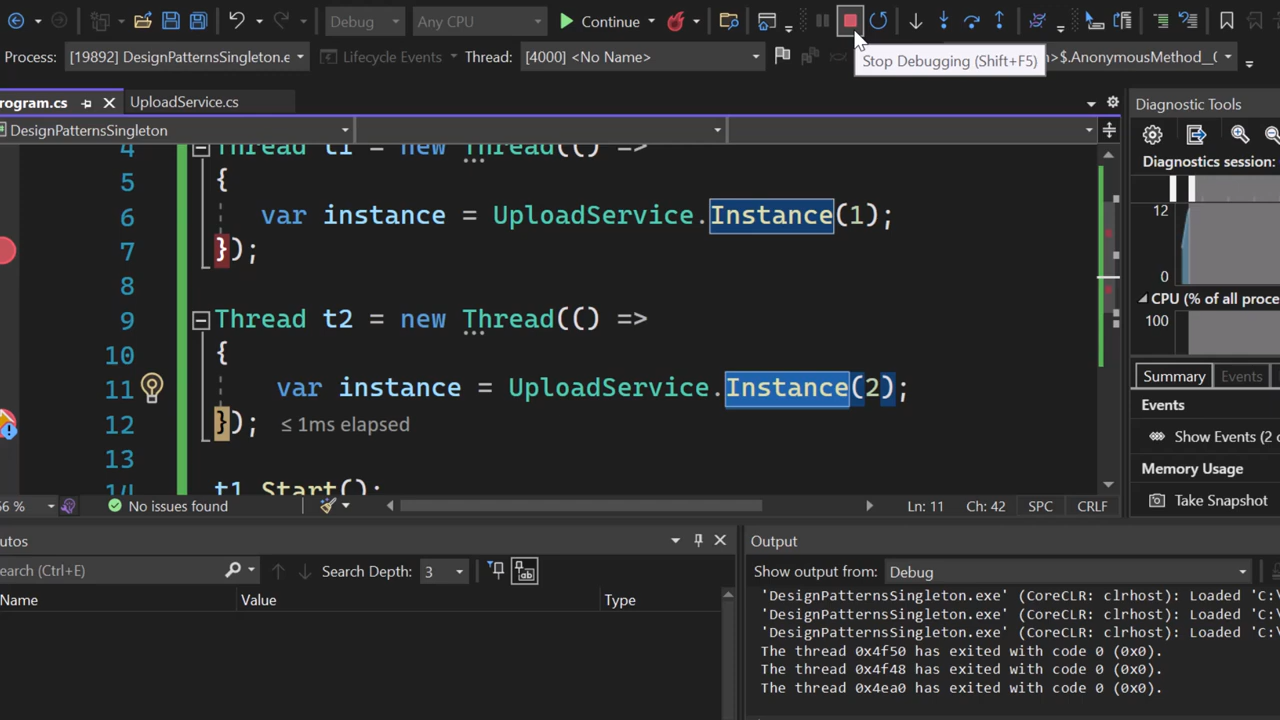 Debug
Any CPU
Continue
Process:
[19892] DesignPatternsSingleton.e
Lifecycle Events
Thread:
[4000] <No Name>
Stop Debugging (Shift+F5)
>$.AnonymousMethod__(
rogram.cs
UploadService.cs
DesignPatternsSingleton
Diagnostic Tools
Diagnostics session:
12
0
CPU (% of all proce
100
Summary
Events
Events
Show Events (2 o
Memory Usage
Take Snapshot
4 Thread t1 = new Thread(() =>
5 {
6 var instance = UploadService.Instance(1);
7 });
8
9 Thread t2 = new Thread(() =>
10 {
11 var instance = UploadService.Instance(2);
12 }); ≤ 1ms elapsed
13
14 t1.Start();
6 %
No issues found
Ln: 11
Ch: 42
SPC
CRLF
utos
earch (Ctrl+E)
Search Depth:
3
Name
Value
Type
Output
Show output from:
Debug
'DesignPatternsSingleton.exe' (CoreCLR: clrhost): Loaded 'C:\
'DesignPatternsSingleton.exe' (CoreCLR: clrhost): Loaded 'C:\
'DesignPatternsSingleton.exe' (CoreCLR: clrhost): Loaded 'C:\
The thread 0x4f50 has exited with code 0 (0x0).
The thread 0x4f48 has exited with code 0 (0x0).
The thread 0x4ea0 has exited with code 0 (0x0).